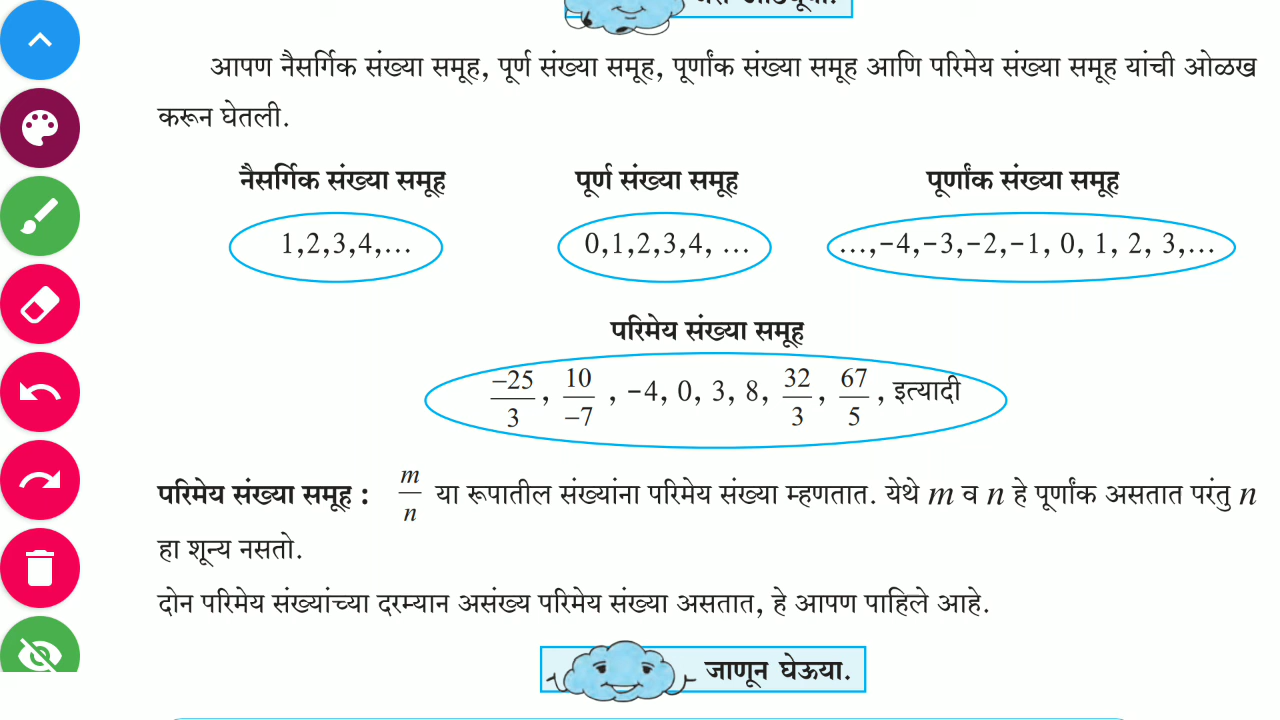 आपण नैसर्गिक संख्या समूह, पूर्ण संख्या समूह, पूर्णांक संख्या समूह आणि परिमेय संख्या समूह यांची ओळख
करून घेतली.
नैसर्गिक संख्या समूह पूर्ण संख्या समूह पूर्णांक संख्या समूह
1,2,3,4,... 0,1,2,3,4, ... ...,−4,−3,−2,−1, 0, 1, 2, 3,...
परिमेय संख्या समूह
−25/3, 10/−7, −4, 0, 3, 8, 32/3, 67/5, इत्यादी
परिमेय संख्या समूह : m/n या रूपातील संख्यांना परिमेय संख्या म्हणतात. येथे m व n हे पूर्णांक असतात परंतु n
हा शून्य नसतो.
दोन परिमेय संख्यांच्या दरम्यान असंख्य परिमेय संख्या असतात, हे आपण पाहिले आहे.
जाणून घेऊया.